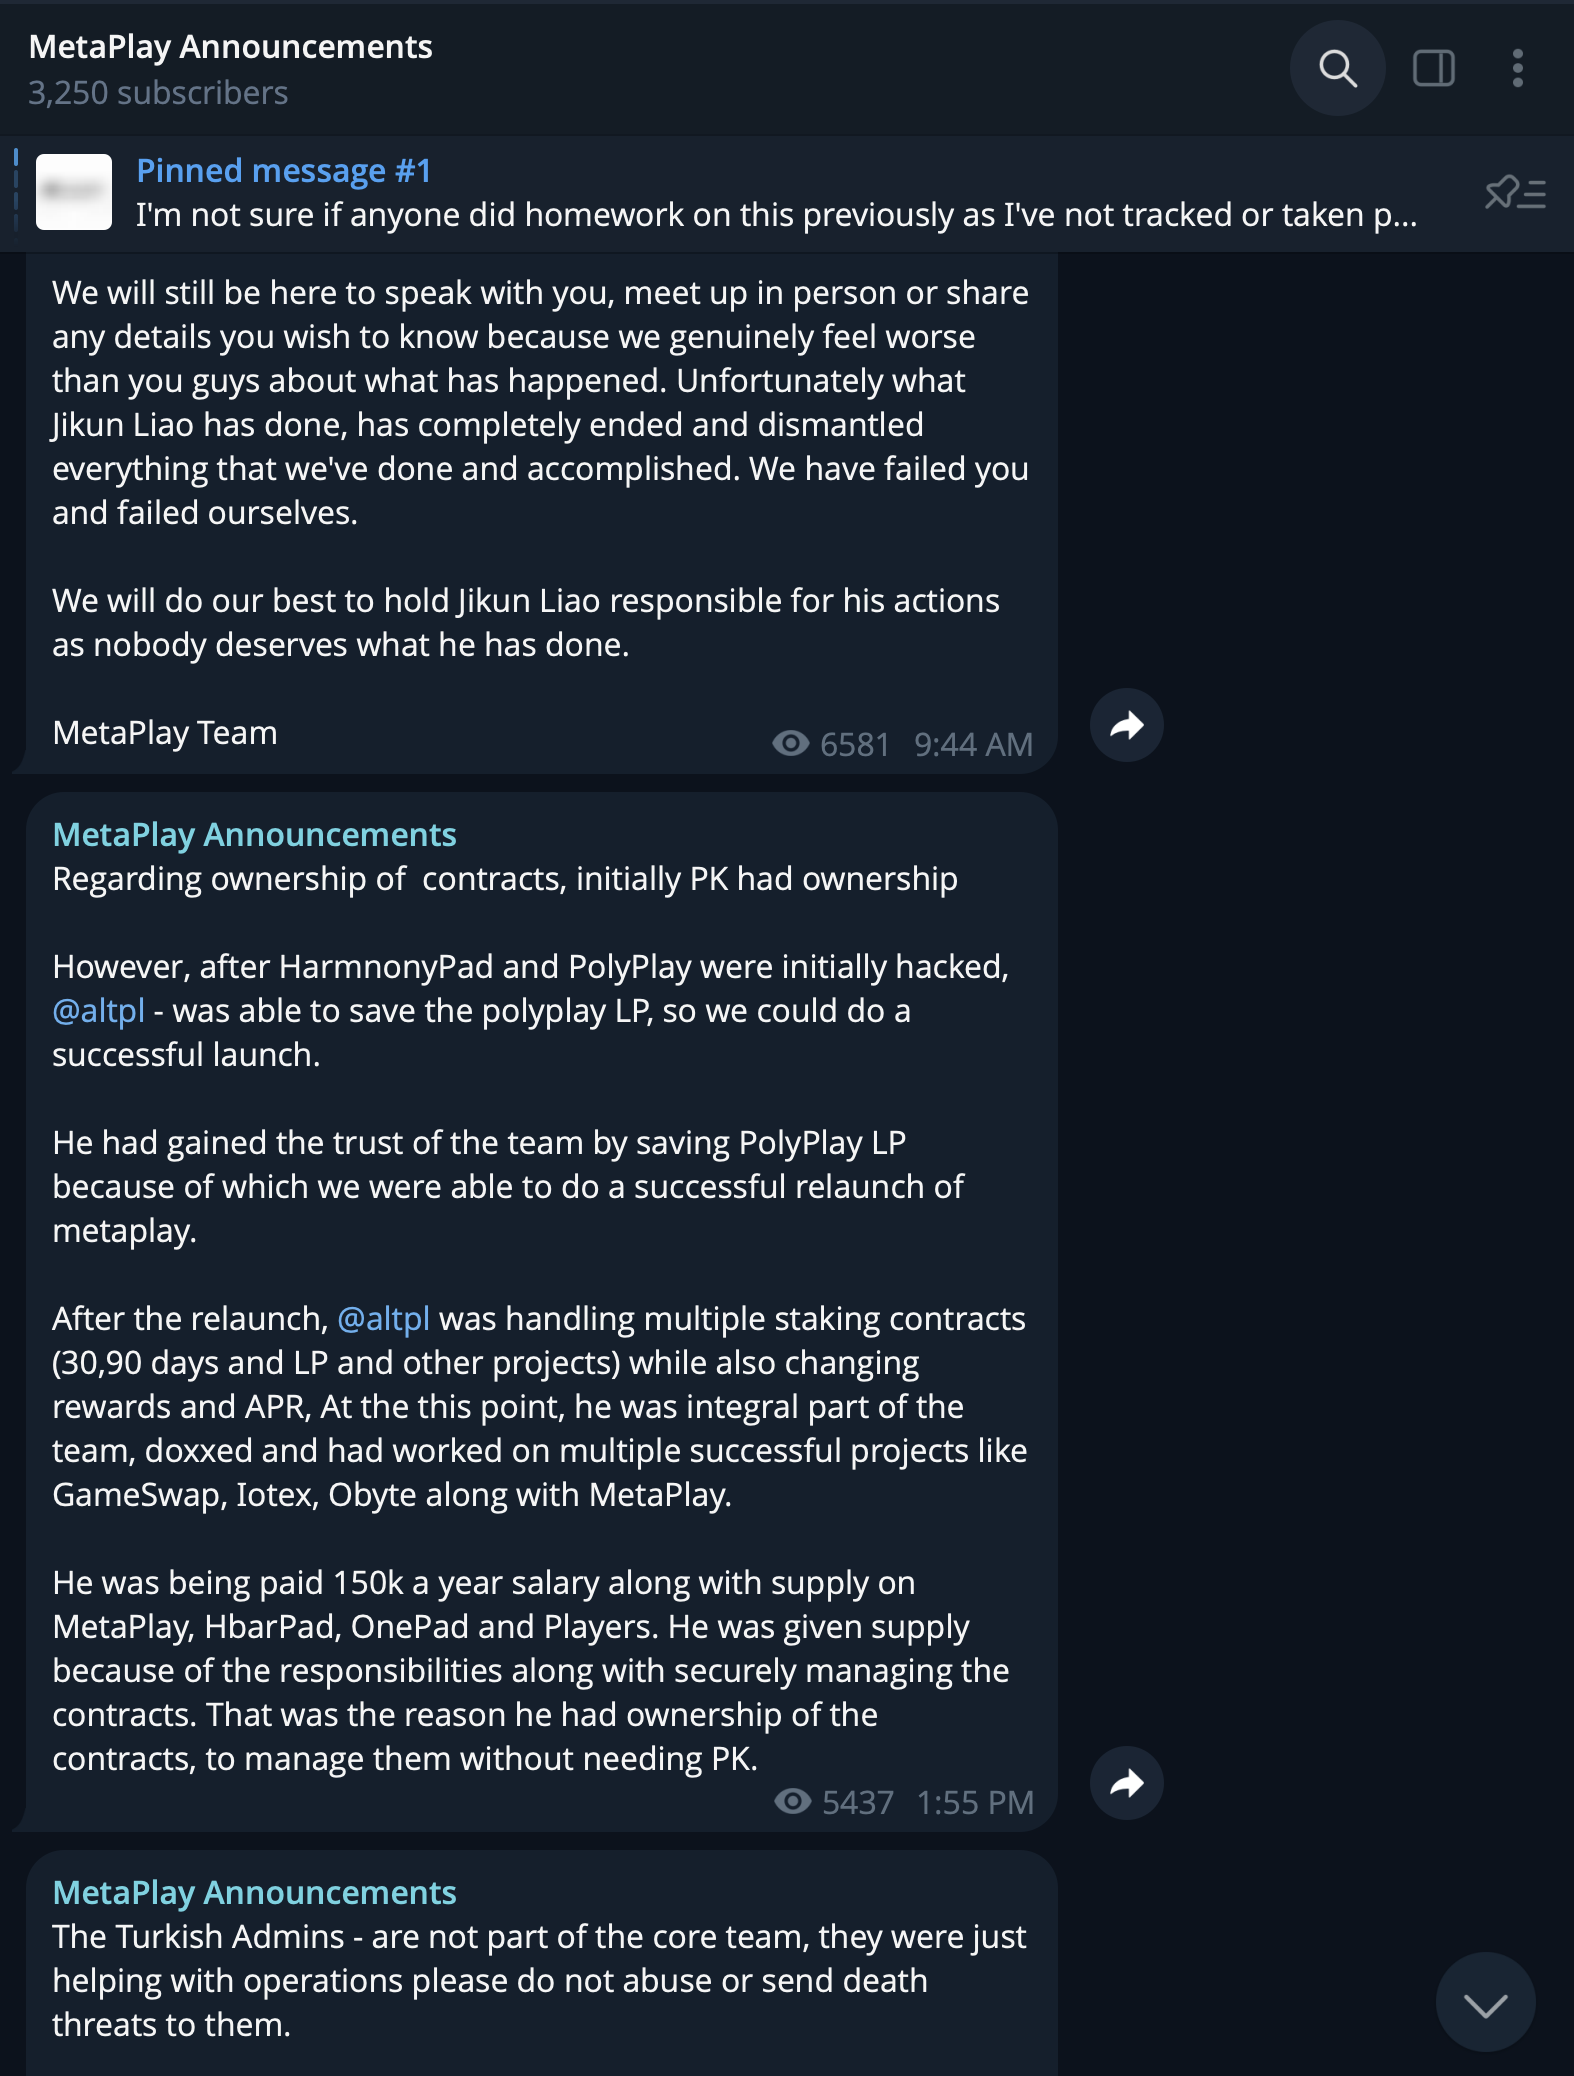 MetaPlay Announcements
3,250 subscribers
Pinned message #1
I'm not sure if anyone did homework on this previously as I've not tracked or taken p...
We will still be here to speak with you, meet up in person or share
any details you wish to know because we genuinely feel worse
than you guys about what has happened. Unfortunately what
Jikun Liao has done, has completely ended and dismantled
everything that we've done and accomplished. We have failed you
and failed ourselves.
We will do our best to hold Jikun Liao responsible for his actions
as nobody deserves what he has done.
MetaPlay Team
6581 9:44 AM
MetaPlay Announcements
Regarding ownership of  contracts, initially PK had ownership
However, after HarmnonyPad and PolyPlay were initially hacked,
@altpl - was able to save the polyplay LP, so we could do a
successful launch.
He had gained the trust of the team by saving PolyPlay LP
because of which we were able to do a successful relaunch of
metaplay.
After the relaunch, @altpl was handling multiple staking contracts
(30,90 days and LP and other projects) while also changing
rewards and APR, At the this point, he was integral part of the
team, doxxed and had worked on multiple successful projects like
GameSwap, Iotex, Obyte along with MetaPlay.
He was being paid 150k a year salary along with supply on
MetaPlay, HbarPad, OnePad and Players. He was given supply
because of the responsibilities along with securely managing the
contracts. That was the reason he had ownership of the
contracts, to manage them without needing PK.
5437 1:55 PM
MetaPlay Announcements
The Turkish Admins - are not part of the core team, they were just
helping with operations please do not abuse or send death
threats to them.